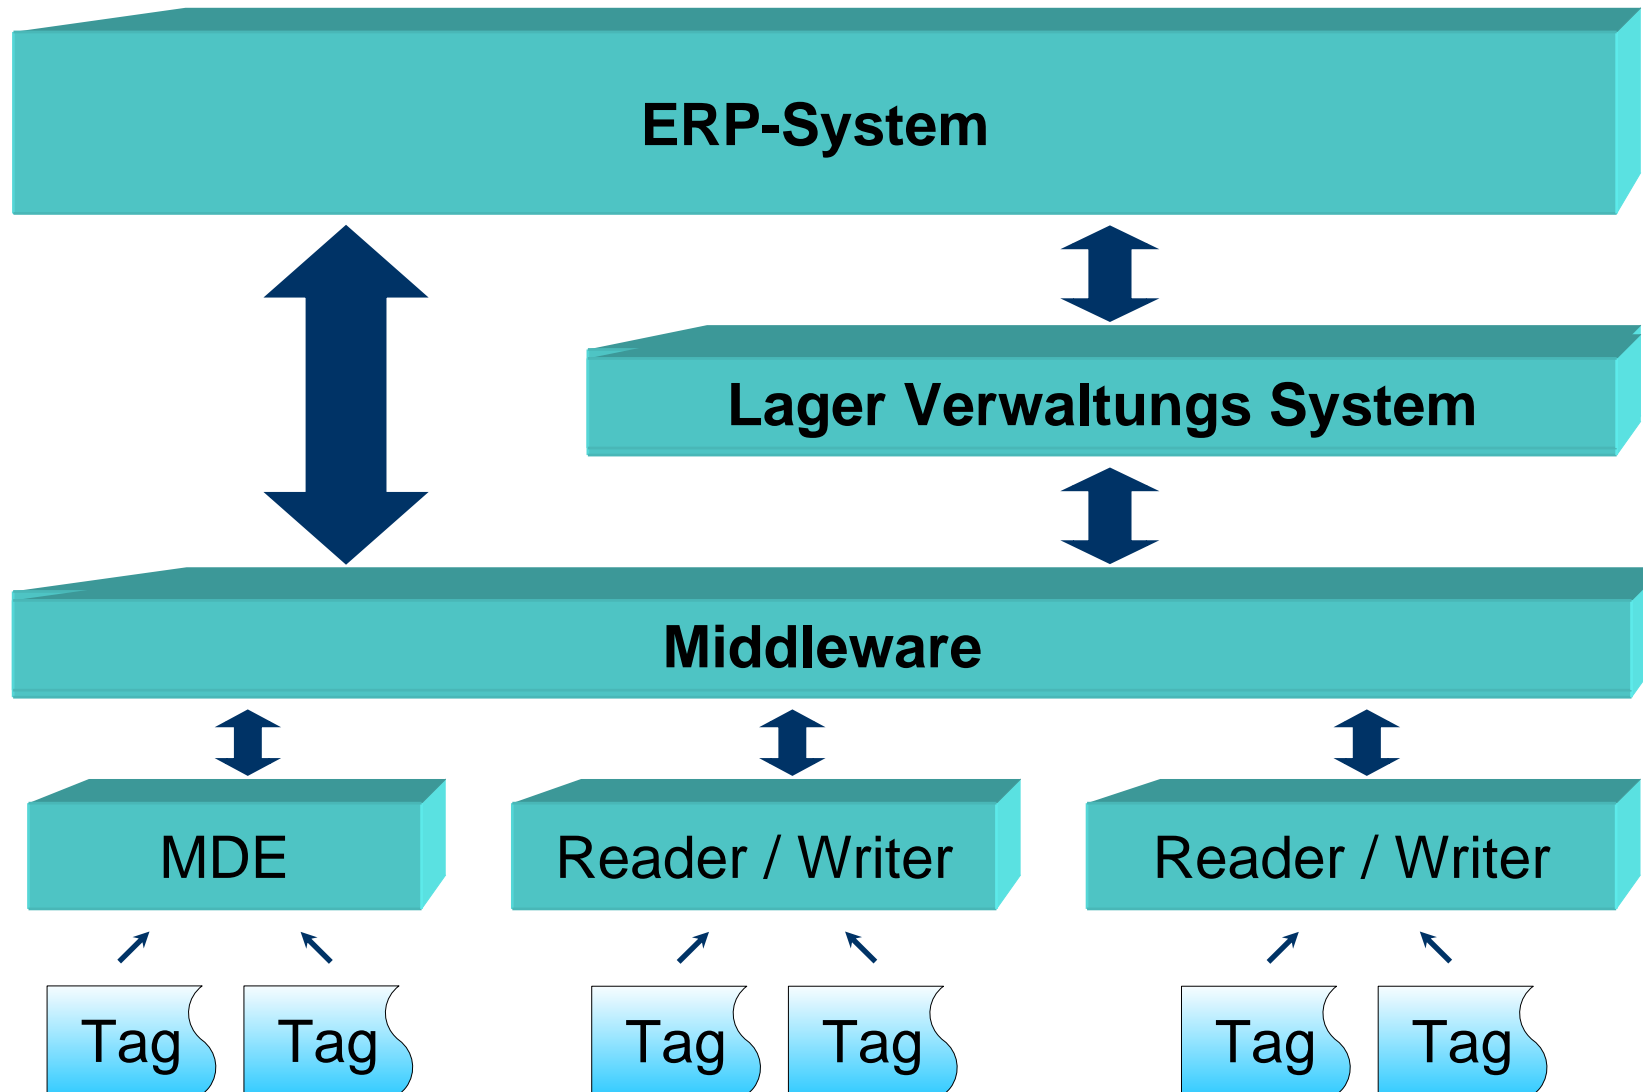 ERP-System
Lager Verwaltungs System
Middleware
MDE
Reader / Writer
Reader / Writer
Tag
Tag
Tag
Tag
Tag
Tag